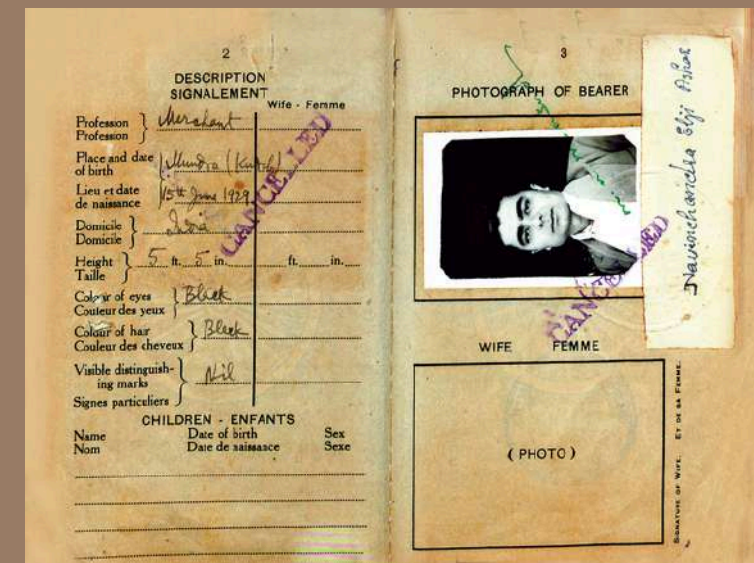 2
DESCRIPTION
SIGNALEMENT
Wife - Femme
Profession
Profession } Merchant
Place and date
of birth } Mundra (Kutch)
Lieu et date
de naissance } 15th June 1929
Domicile
Domicile } India
Height
Taille } 5 ft. 5 in. ft. in.
Colour of eyes
Couleur des yeux } Black
Colour of hair
Couleur des cheveux } Black
Visible distinguish-
ing marks
Signes particuliers } Nil
CANCELLED
CHILDREN - ENFANTS
Name Date of birth Sex
Nom Date de naissance Sexe
3
PHOTOGRAPH OF BEARER
CANCELLED
Navinchandra
WIFE FEMME
( PHOTO )
SIGNATURE OF WIFE. ET DE SA FEMME.